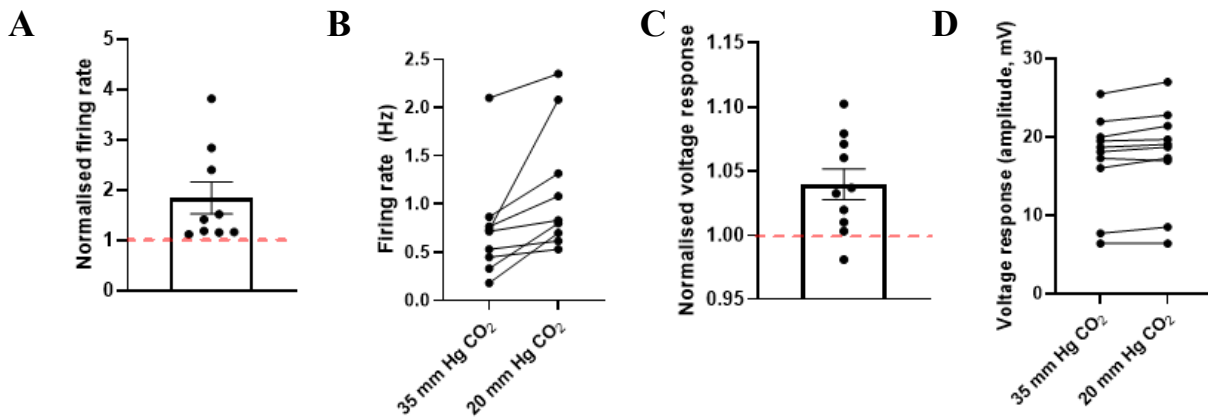 A
Normalised firing rate
5
4
3
2
1
0
B
Firing rate (Hz)
2.5
2.0
1.5
1.0
0.5
0.0
35 mm Hg CO₂
20 mm Hg CO₂
C
Normalised voltage response
1.15
1.10
1.05
1.00
0.95
D
Voltage response (amplitude, mV)
30
20
10
0
35 mm Hg CO₂
20 mm Hg CO₂